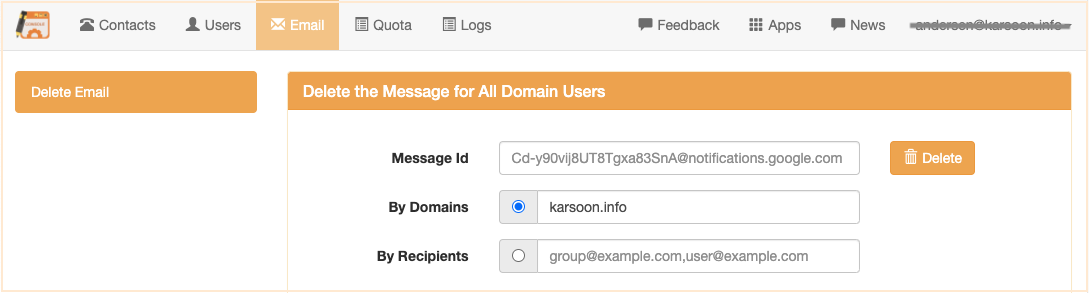 Contacts Users Email Quota Logs Feedback Apps News
Delete Email
Delete the Message for All Domain Users
Message Id Cd-y90vij8UT8Tgxa83SnA@notifications.google.com Delete
By Domains karsoon.info
By Recipients group@example.com,user@example.com